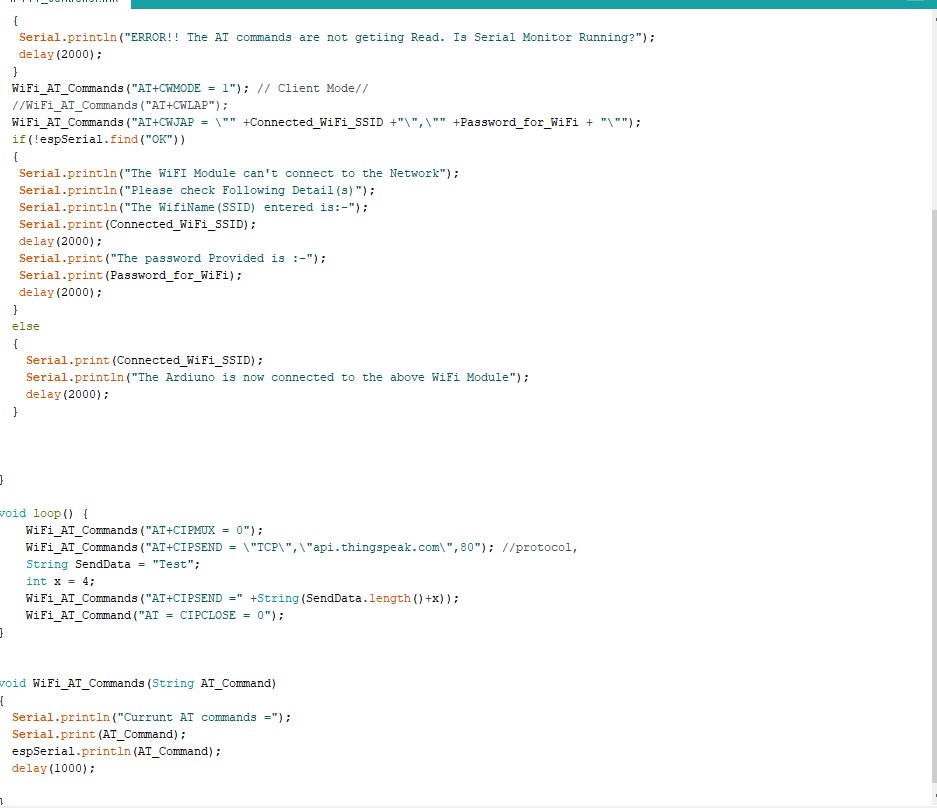 {
Serial.println("ERROR!! The AT commands are not getiing Read. Is Serial Monitor Running?");
delay(2000);
}
WiFi_AT_Commands("AT+CWMODE = 1"); // Client Mode//
//WiFi_AT_Commands("AT+CWLAP");
WiFi_AT_Commands("AT+CWJAP = \"" +Connected_WiFi_SSID +"\",\"" +Password_for_WiFi + "\"");
if(!espSerial.find("OK"))
{
Serial.println("The WiFI Module can't connect to the Network");
Serial.println("Please check Following Detail(s)");
Serial.println("The WifiName(SSID) entered is:-");
Serial.print(Connected_WiFi_SSID);
delay(2000);
Serial.print("The password Provided is :-");
Serial.print(Password_for_WiFi);
delay(2000);
}
else
{
Serial.print(Connected_WiFi_SSID);
Serial.println("The Ardiuno is now connected to the above WiFi Module");
delay(2000);
}
}
void loop() {
WiFi_AT_Commands("AT+CIPMUX = 0");
WiFi_AT_Commands("AT+CIPSEND = \"TCP\",\"api.thingspeak.com\",80"); //protocol,
String SendData = "Test";
int x = 4;
WiFi_AT_Commands("AT+CIPSEND =" +String(SendData.length()+x));
WiFi_AT_Command("AT = CIPCLOSE = 0");
}
void WiFi_AT_Commands(String AT_Command)
{
Serial.println("Currunt AT commands =");
Serial.print(AT_Command);
espSerial.println(AT_Command);
delay(1000);
}